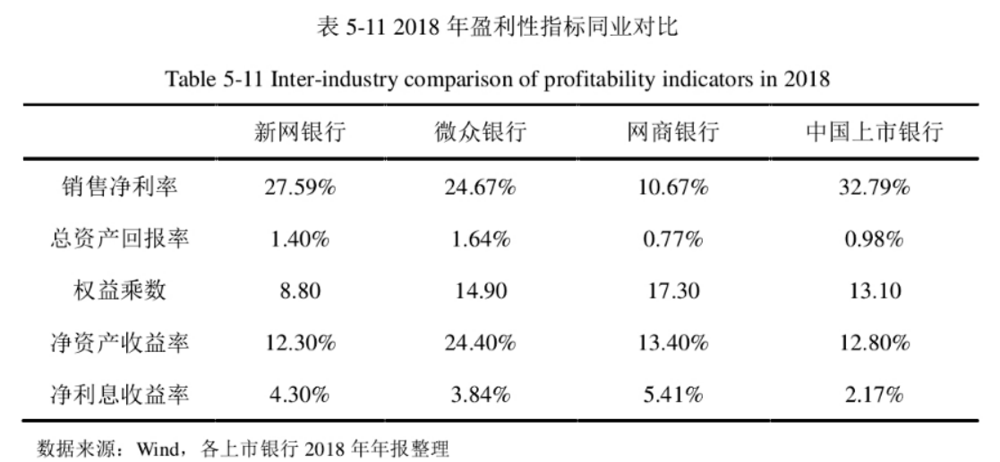 表 5-11 2018 年盈利性指标同业对比
Table 5-11 Inter-industry comparison of profitability indicators in 2018
新网银行 微众银行 网商银行 中国上市银行
销售净利率 27.59% 24.67% 10.67% 32.79%
总资产回报率 1.40% 1.64% 0.77% 0.98%
权益乘数 8.80 14.90 17.30 13.10
净资产收益率 12.30% 24.40% 13.40% 12.80%
净利息收益率 4.30% 3.84% 5.41% 2.17%
数据来源：Wind，各上市银行 2018 年年报整理